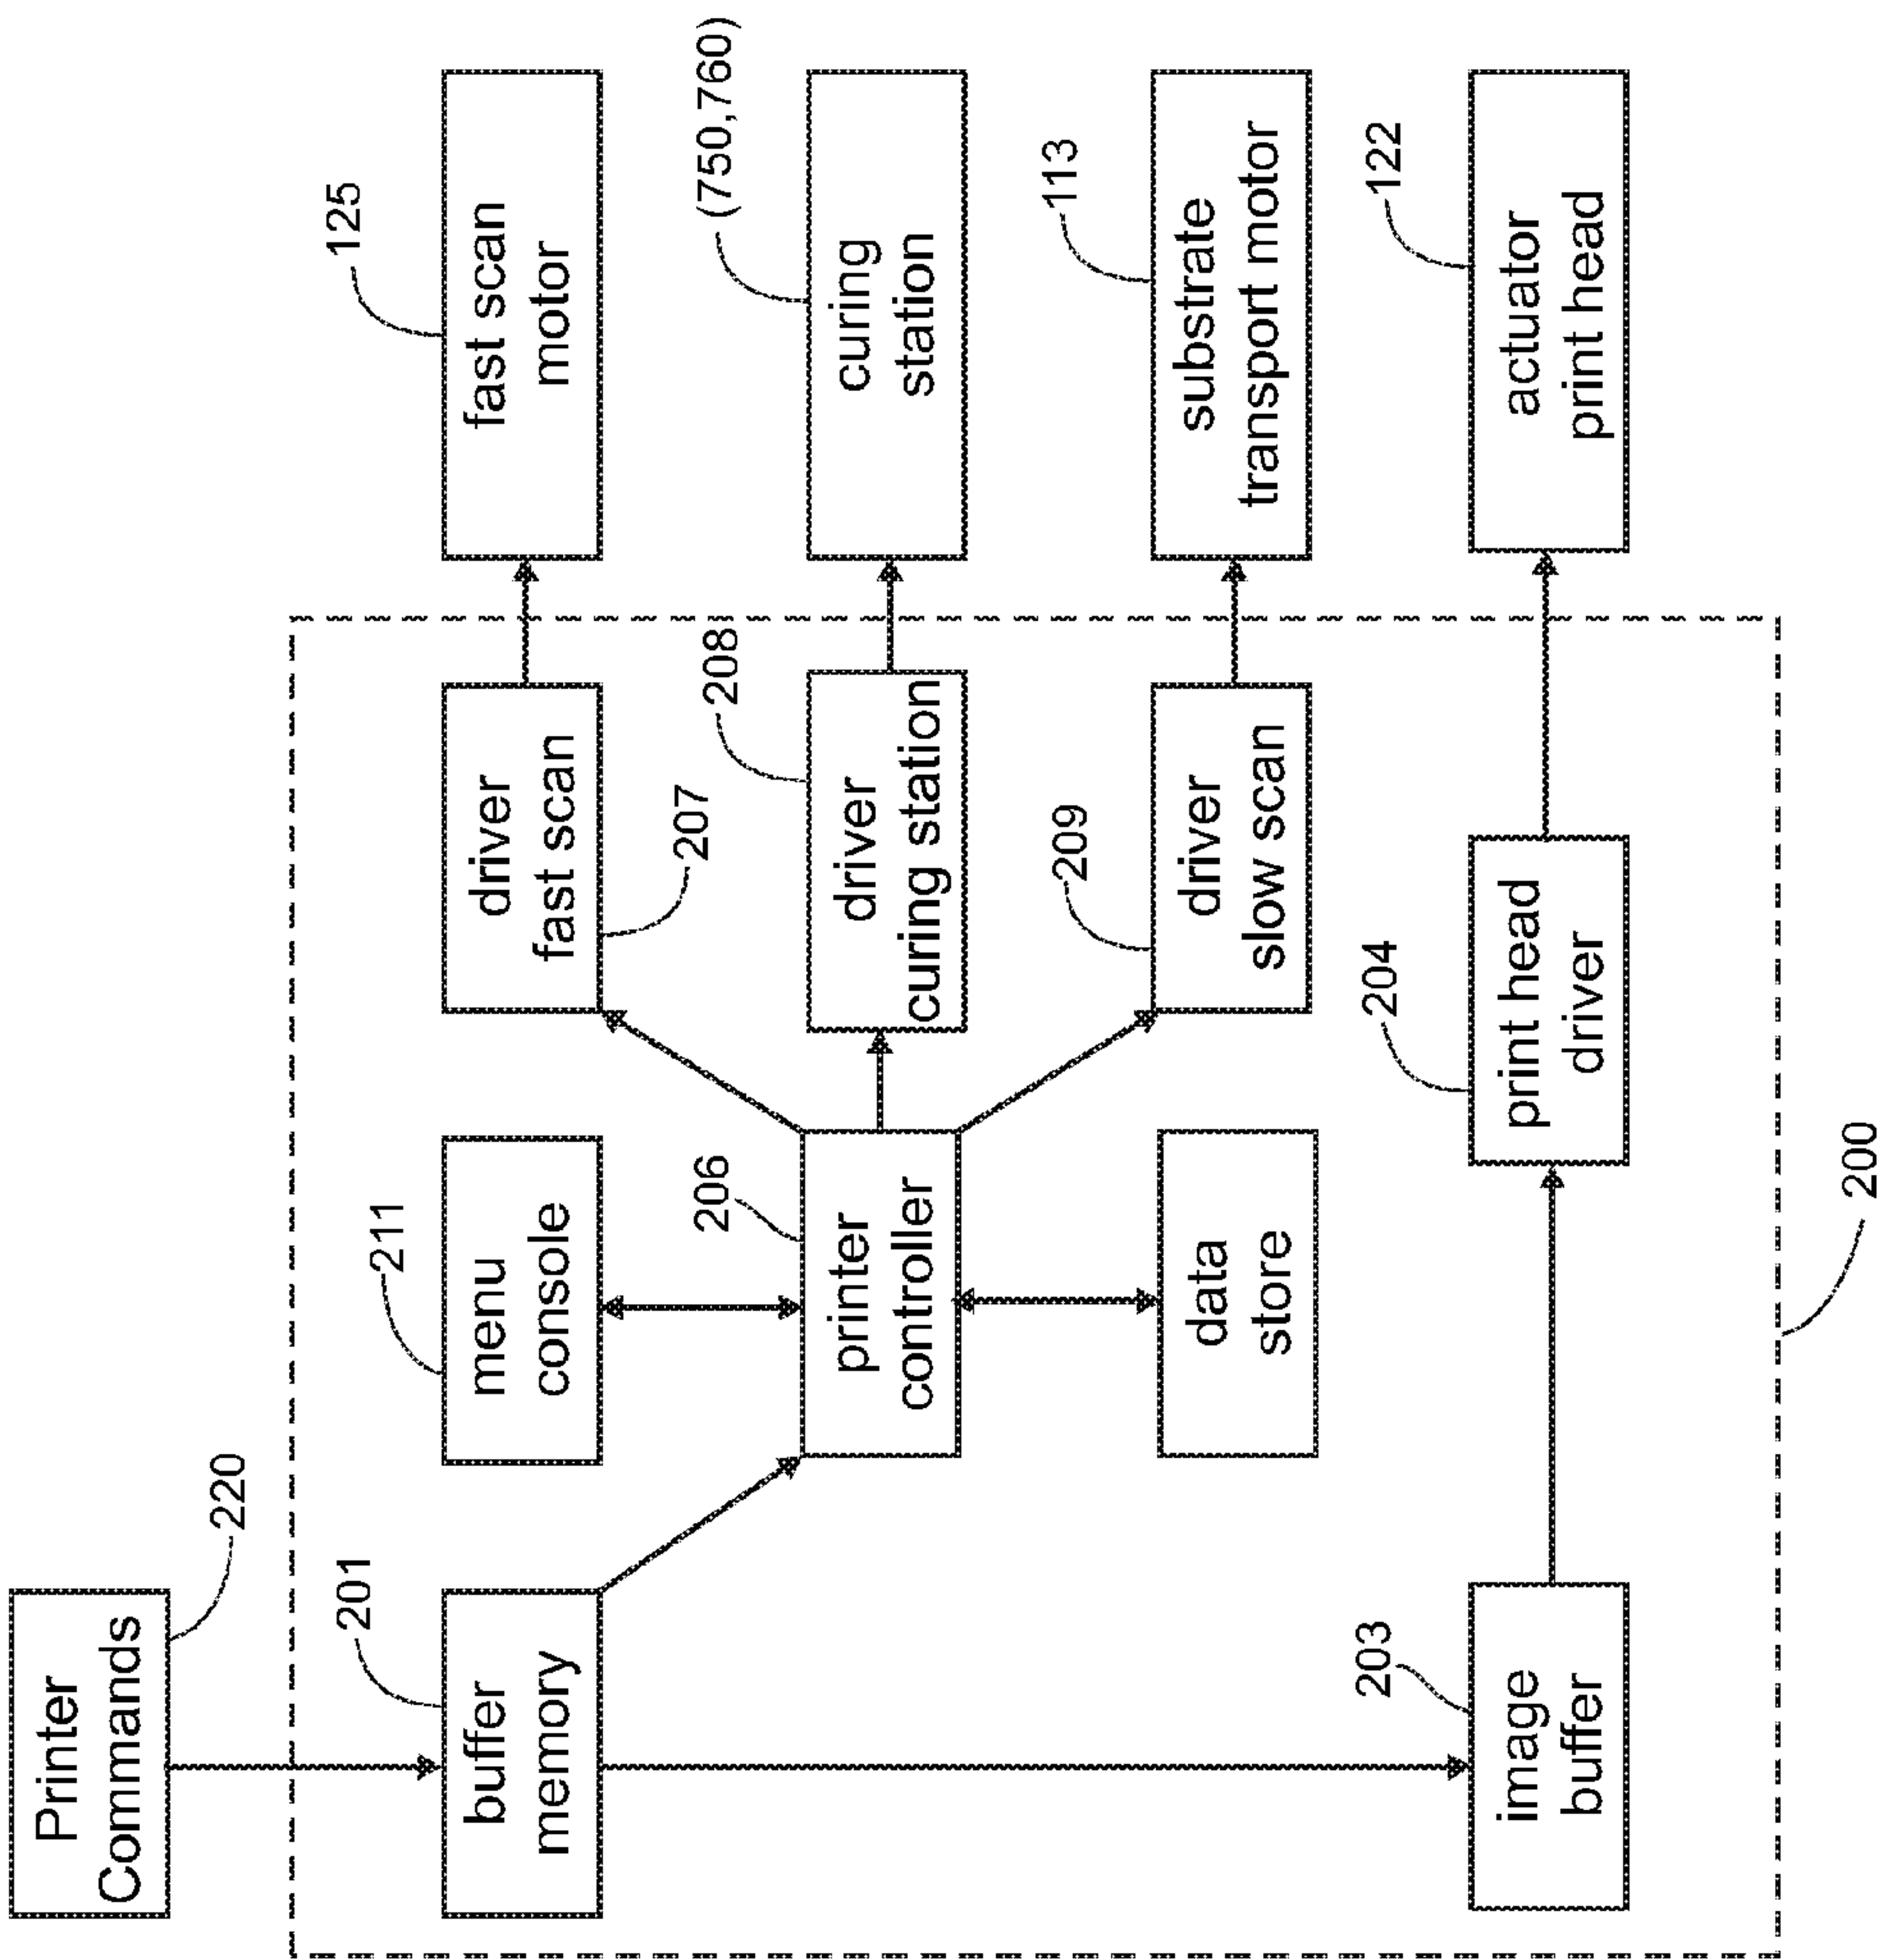 Printer
Commands
220
buffer
memory
201
menu
console
211
driver
fast scan
207
fast scan
motor
125
printer
controller
206
driver
curing station
208
curing
station
(750,760)
data
store
driver
slow scan
209
substrate
transport motor
113
image
buffer
203
print head
driver
204
actuator
print head
122
200